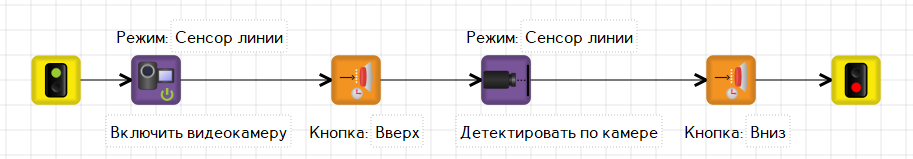 Режим: Сенсор линии
Режим: Сенсор линии
Включить видеокамеру
Кнопка: Вверх
Детектировать по камере
Кнопка: Вниз